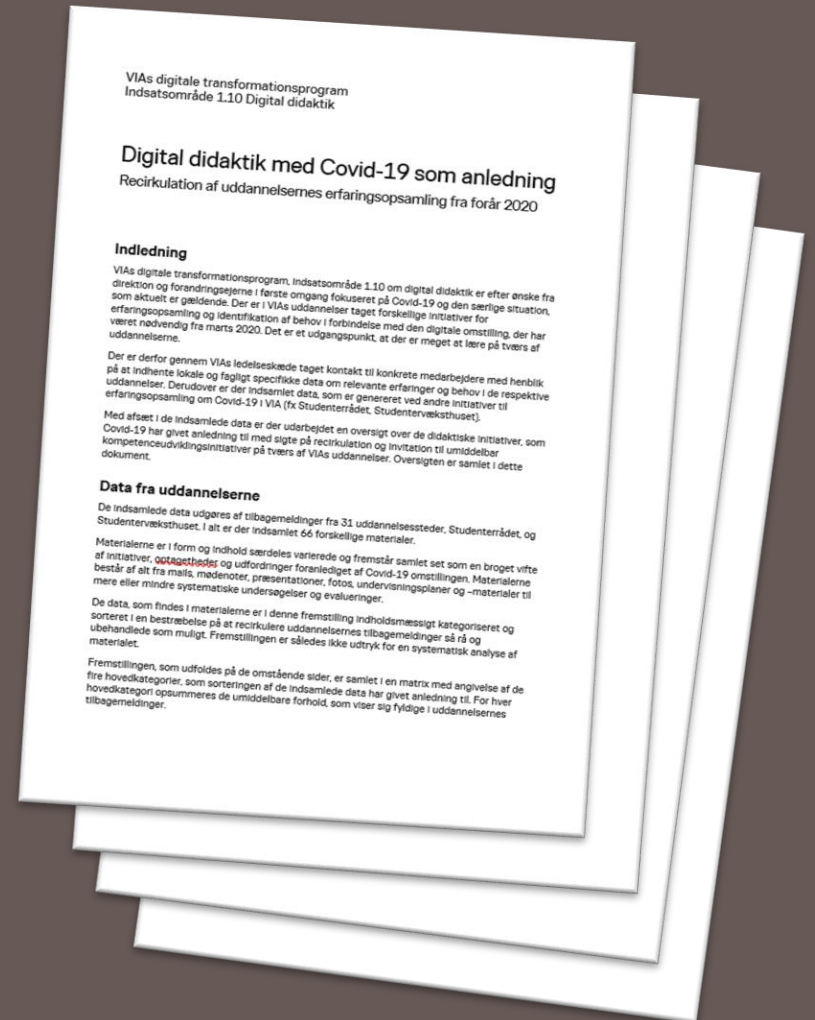 VIAs digitale transformationsprogram
Indsatsområde 1.10 Digital didaktik
Digital didaktik med Covid-19 som anledning
Recirkulation af uddannelsernes erfaringsopsamling fra forår 2020
Indledning
VIAs digitale transformationsprogram, indsatsområde 1.10 om digital didaktik er efter ønske fra
direktion og forandringsejerne i første omgang fokuseret på Covid-19 og den særlige situation,
som aktuelt er gældende. Der er i VIAs uddannelser taget forskellige initiativer for
erfaringsopsamling og identifikation af behov i forbindelse med den digitale omstilling, der har
været nødvendig fra marts 2020. Det er et udgangspunkt, at der er meget at lære på tværs af
uddannelserne.
Der er derfor gennem VIAs ledelseskæde taget kontakt til konkrete medarbejdere med henblik
på at indhente lokale og fagligt specifikke data om relevante erfaringer og behov i de respektive
uddannelser. Derudover er der indsamlet data, som er genereret ved andre initiativer til
erfaringsopsamling om Covid-19 i VIA (fx Studenterrådet, Studentervæksthuset).
Med afsæt i de indsamlede data er der udarbejdet en oversigt over de didaktiske initiativer, som
Covid-19 har givet anledning til med sigte på recirkulation og invitation til umiddelbar
kompetenceudviklingsinitiativer på tværs af VIAs uddannelser. Oversigten er samlet i dette
dokument.
Data fra uddannelserne
De indsamlede data udgøres af tilbagemeldinger fra 31 uddannelsessteder, Studenterrådet, og
Studentervæksthuset. I alt er der indsamlet 66 forskellige materialer.
Materialerne er i form og indhold særdeles varierede og fremstår samlet set som en broget vifte
af initiativer, optagetheder og udfordringer foranlediget af Covid-19 omstillingen. Materialerne
består af alt fra mails, mødenoter, præsentationer, fotos, undervisningsplaner og –materialer til
mere eller mindre systematiske undersøgelser og evalueringer.
De data, som findes i materialerne er i denne fremstilling indholdsmæssigt kategoriseret og
sorteret i en bestræbelse på at recirkulere uddannelsernes tilbagemeldinger så rå og
ubehandlede som muligt. Fremstillingen er således ikke udtryk for en systematisk analyse af
materialet.
Fremstillingen, som udfoldes på de omstående sider, er samlet i en matrix med angivelse af de
fire hovedkategorier, som sorteringen af de indsamlede data har givet anledning til. For hver
hovedkategori opsummeres de umiddelbare forhold, som viser sig fyldige i uddannelsernes
tilbagemeldinger.